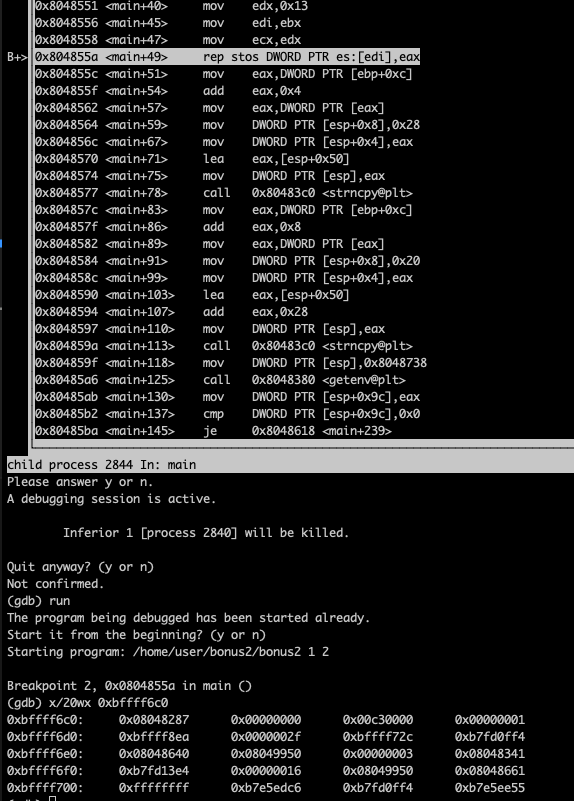 0x8048551 <main+40> mov edx,0x13
0x8048556 <main+45> mov edi,ebx
0x8048558 <main+47> mov ecx,edx
B+> 0x804855a <main+49> rep stos DWORD PTR es:[edi],eax
0x804855c <main+51> mov eax,DWORD PTR [ebp+0xc]
0x804855f <main+54> add eax,0x4
0x8048562 <main+57> mov eax,DWORD PTR [eax]
0x8048564 <main+59> mov DWORD PTR [esp+0x8],0x28
0x804856c <main+67> mov DWORD PTR [esp+0x4],eax
0x8048570 <main+71> lea eax,[esp+0x50]
0x8048574 <main+75> mov DWORD PTR [esp],eax
0x8048577 <main+78> call 0x80483c0 <strncpy@plt>
0x804857c <main+83> mov eax,DWORD PTR [ebp+0xc]
0x804857f <main+86> add eax,0x8
0x8048582 <main+89> mov eax,DWORD PTR [eax]
0x8048584 <main+91> mov DWORD PTR [esp+0x8],0x20
0x804858c <main+99> mov DWORD PTR [esp+0x4],eax
0x8048590 <main+103> lea eax,[esp+0x50]
0x8048594 <main+107> add eax,0x28
0x8048597 <main+110> mov DWORD PTR [esp],eax
0x804859a <main+113> call 0x80483c0 <strncpy@plt>
0x804859f <main+118> mov DWORD PTR [esp],0x8048738
0x80485a6 <main+125> call 0x8048380 <getenv@plt>
0x80485ab <main+130> mov DWORD PTR [esp+0x9c],eax
0x80485b2 <main+137> cmp DWORD PTR [esp+0x9c],0x0
0x80485ba <main+145> je 0x8048618 <main+239>
child process 2844 In: main
Please answer y or n.
A debugging session is active.
Inferior 1 [process 2840] will be killed.
Quit anyway? (y or n)
Not confirmed.
(gdb) run
The program being debugged has been started already.
Start it from the beginning? (y or n)
Starting program: /home/user/bonus2/bonus2 1 2
Breakpoint 2, 0x0804855a in main ()
(gdb) x/20wx 0xbffff6c0
0xbffff6c0: 0x08048287 0x00000000 0x00c30000 0x00000001
0xbffff6d0: 0xbffff8ea 0x0000002f 0xbffff72c 0xb7fd0ff4
0xbffff6e0: 0x08048640 0x08049950 0x00000003 0x08048341
0xbffff6f0: 0xb7fd13e4 0x00000016 0x08049950 0x08048661
0xbffff700: 0xffffffff 0xb7e5edc6 0xb7fd0ff4 0xb7e5ee55